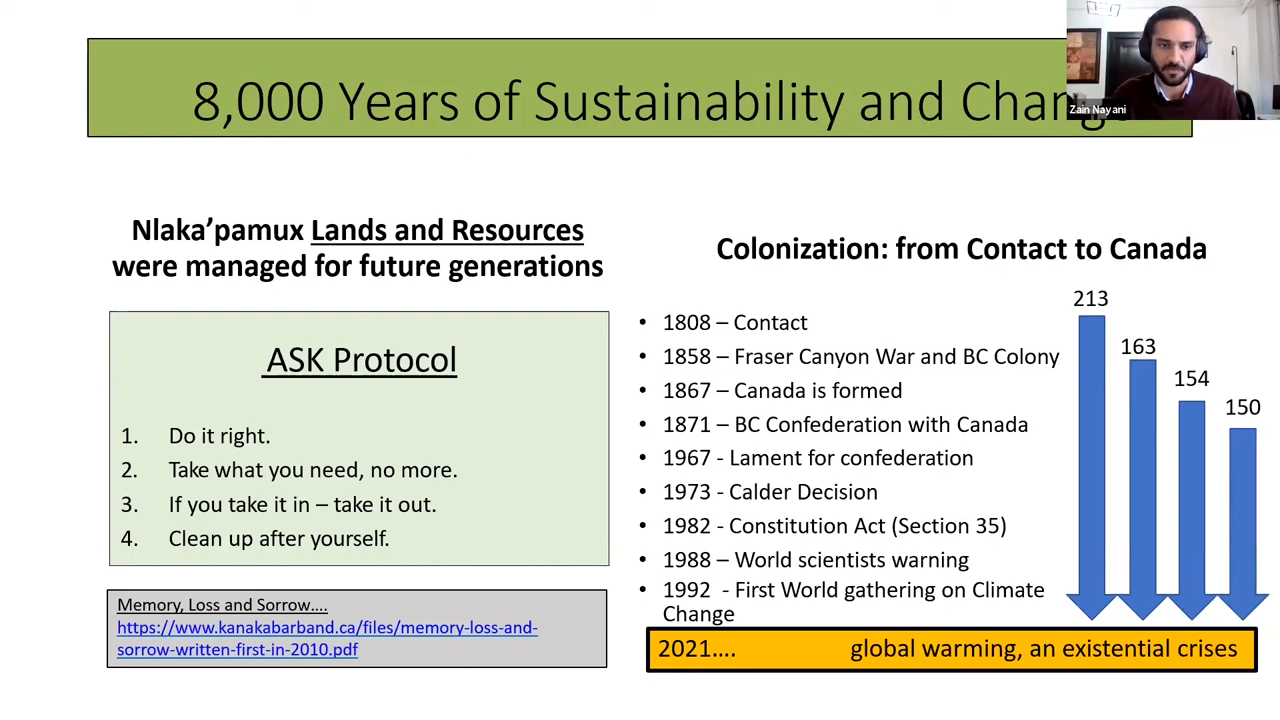 8,000 Years of Sustainability and Change
Zain Nayani
Nlaka’pamux Lands and Resources
were managed for future generations
ASK Protocol
1. Do it right.
2. Take what you need, no more.
3. If you take it in – take it out.
4. Clean up after yourself.
Memory, Loss and Sorrow….
https://www.kanakabarband.ca/files/memory-loss-and-
sorrow-written-first-in-2010.pdf
Colonization: from Contact to Canada
• 1808 – Contact
• 1858 – Fraser Canyon War and BC Colony
• 1867 – Canada is formed
• 1871 – BC Confederation with Canada
• 1967 - Lament for confederation
• 1973 - Calder Decision
• 1982 - Constitution Act (Section 35)
• 1988 – World scientists warning
• 1992 - First World gathering on Climate
Change
213
163
154
150
2021…. global warming, an existential crises